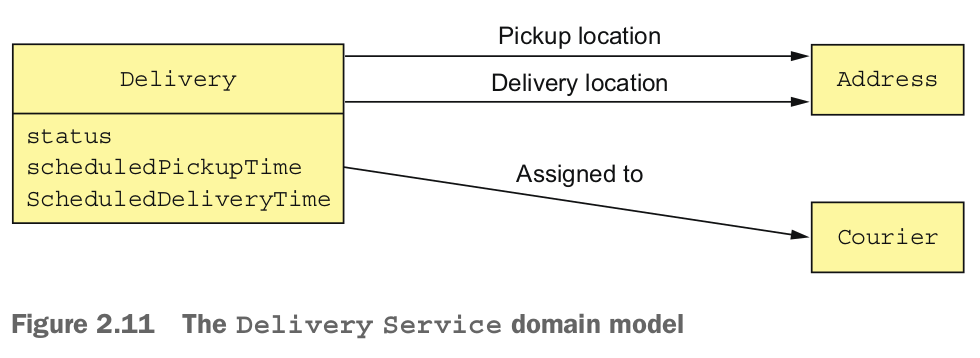 Pickup location
Delivery
Address
Delivery location
status
scheduledPickupTime
ScheduledDeliveryTime
Assigned to
Courier
Figure 2.11 The Delivery Service domain model